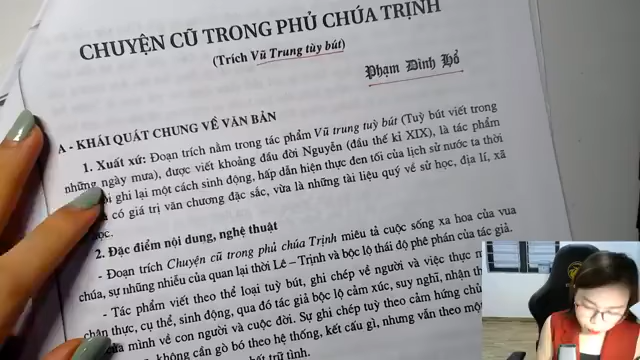 CHUYỆN CŨ TRONG PHỦ CHÚA TRỊNH
(Trích Vũ Trung tùy bút)
Phạm Đình Hổ
A - KHÁI QUÁT CHUNG VỀ VĂN BẢN
1. Xuất xứ: Đoạn trích nằm trong tác phẩm Vũ trung tuỳ bút (Tuỳ bút viết trong
những ngày mưa), được viết khoảng đầu đời Nguyễn (đầu thế kỉ XIX), là tác phẩm
ghi lại một cách sinh động, hấp dẫn hiện thực đen tối của lịch sử nước ta thời
có giá trị văn chương đặc sắc, vừa là những tài liệu quý về sử học, địa lí, xã
học.
2. Đặc điểm nội dung, nghệ thuật
- Đoạn trích Chuyện cũ trong phủ chúa Trịnh miêu tả cuộc sống xa hoa của vua
chúa, sự nhũng nhiễu của quan lại thời Lê – Trịnh và bộc lộ thái độ phê phán của tác giả.
- Tác phẩm viết theo thể loại tuỳ bút, ghi chép về người và việc thực
chân thực, cụ thể, sinh động, qua đó tác giả bộc lộ cảm xúc, suy nghĩ, nhận
của mình về con người và cuộc đời. Sự ghi chép tuỳ theo cảm hứng
không cần gò bó theo hệ thống, kết cấu gì, nhưng vẫn theo một
chất trữ tình.